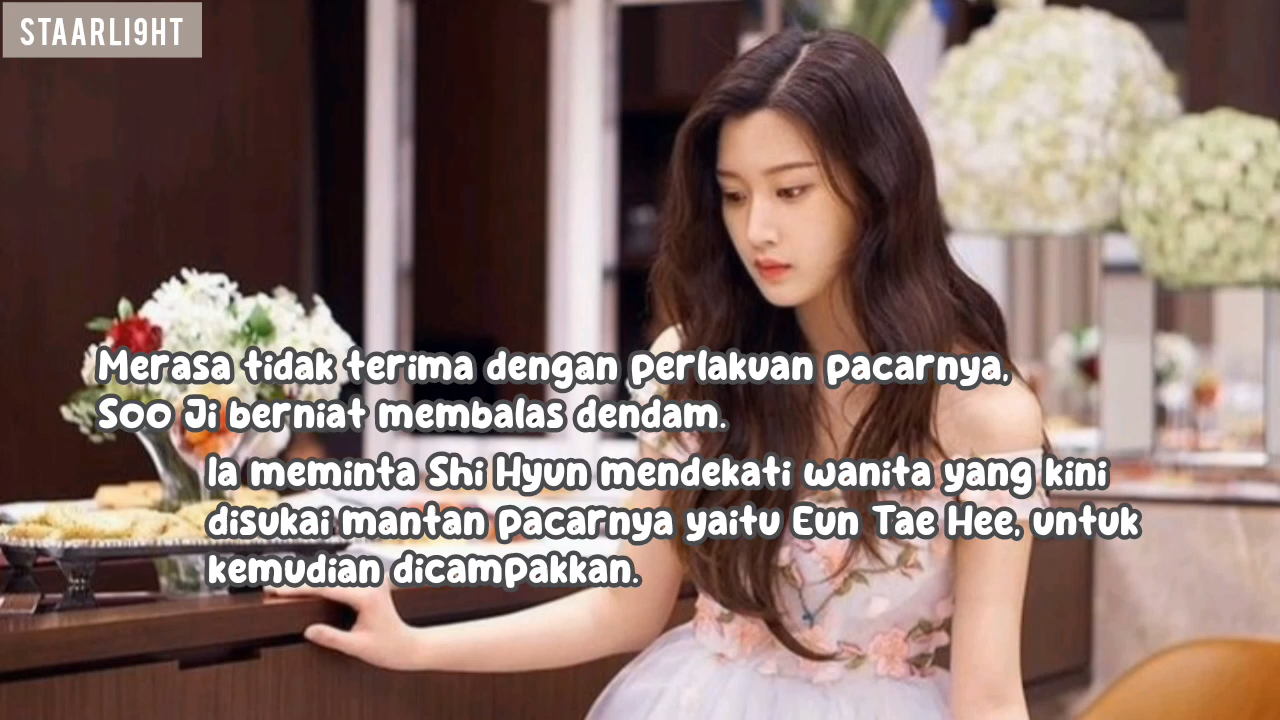 STAARLI9HT
Merasa tidak terima dengan perlakuan pacarnya,
Soo Ji berniat membalas dendam.
Ia meminta Shi Hyun mendekati wanita yang kini
disukai mantan pacarnya yaitu Eun Tae Hee, untuk
kemudian dicampakkan.